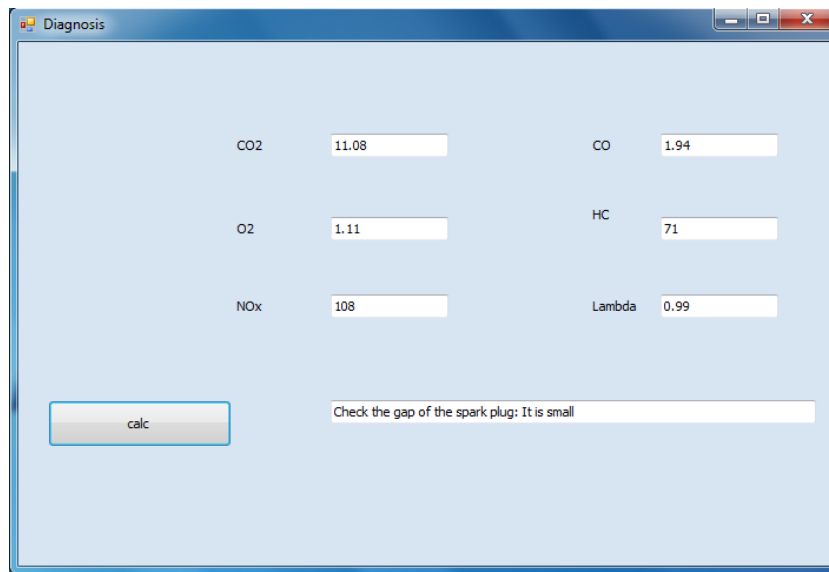 Diagnosis
CO2 11.08 CO 1.94
O2 1.11 HC 71
NOx 108 Lambda 0.99
calc Check the gap of the spark plug: It is small